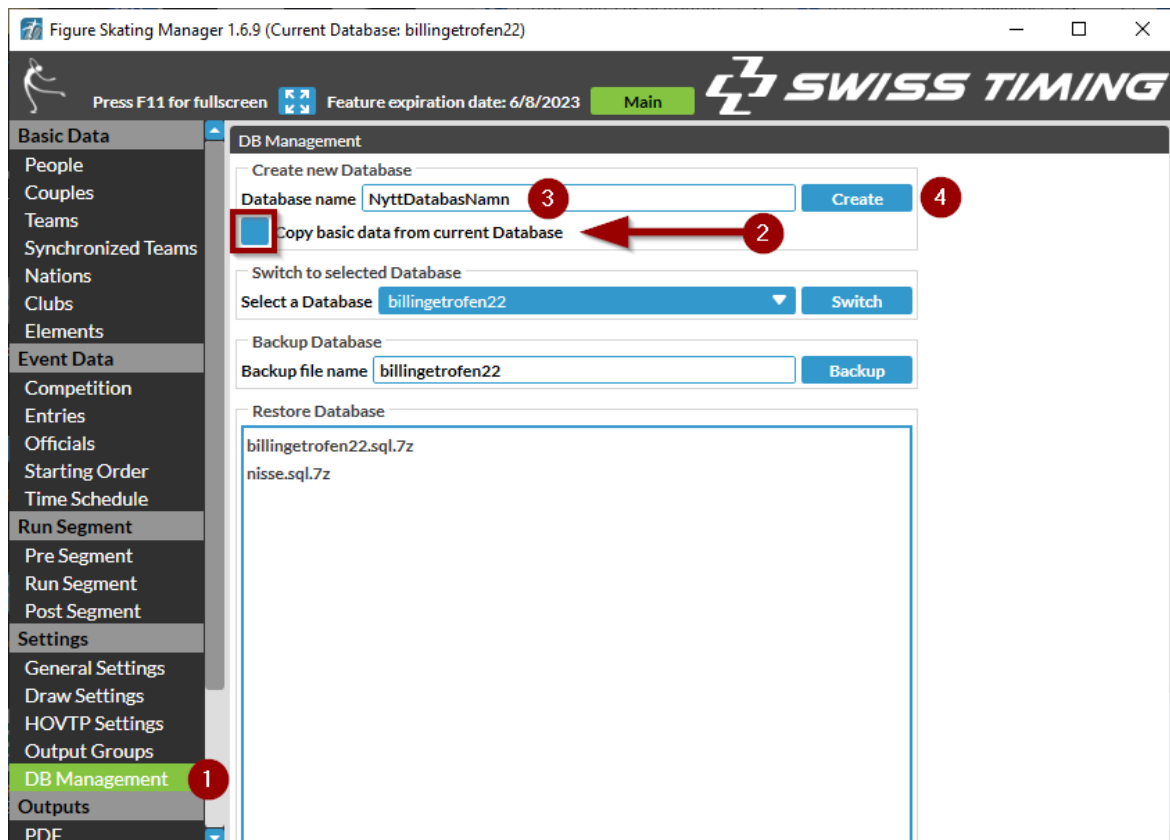 Figure Skating Manager 1.6.9 (Current Database: billingetrofen22)
Press F11 for fullscreen Feature expiration date: 6/8/2023 Main SWISS TIMING
Basic Data
People
Couples
Teams
Synchronized Teams
Nations
Clubs
Elements
Event Data
Competition
Entries
Officials
Starting Order
Time Schedule
Run Segment
Pre Segment
Run Segment
Post Segment
Settings
General Settings
Draw Settings
HOVTP Settings
Output Groups
DB Management 1
Outputs
PDF
DB Management
Create new Database
Database name NyttDatabasNamn 3 Create 4
Copy basic data from current Database 2
Switch to selected Database
Select a Database billingetrofen22 Switch
Backup Database
Backup file name billingetrofen22 Backup
Restore Database
billingetrofen22.sql.7z
nisse.sql.7z